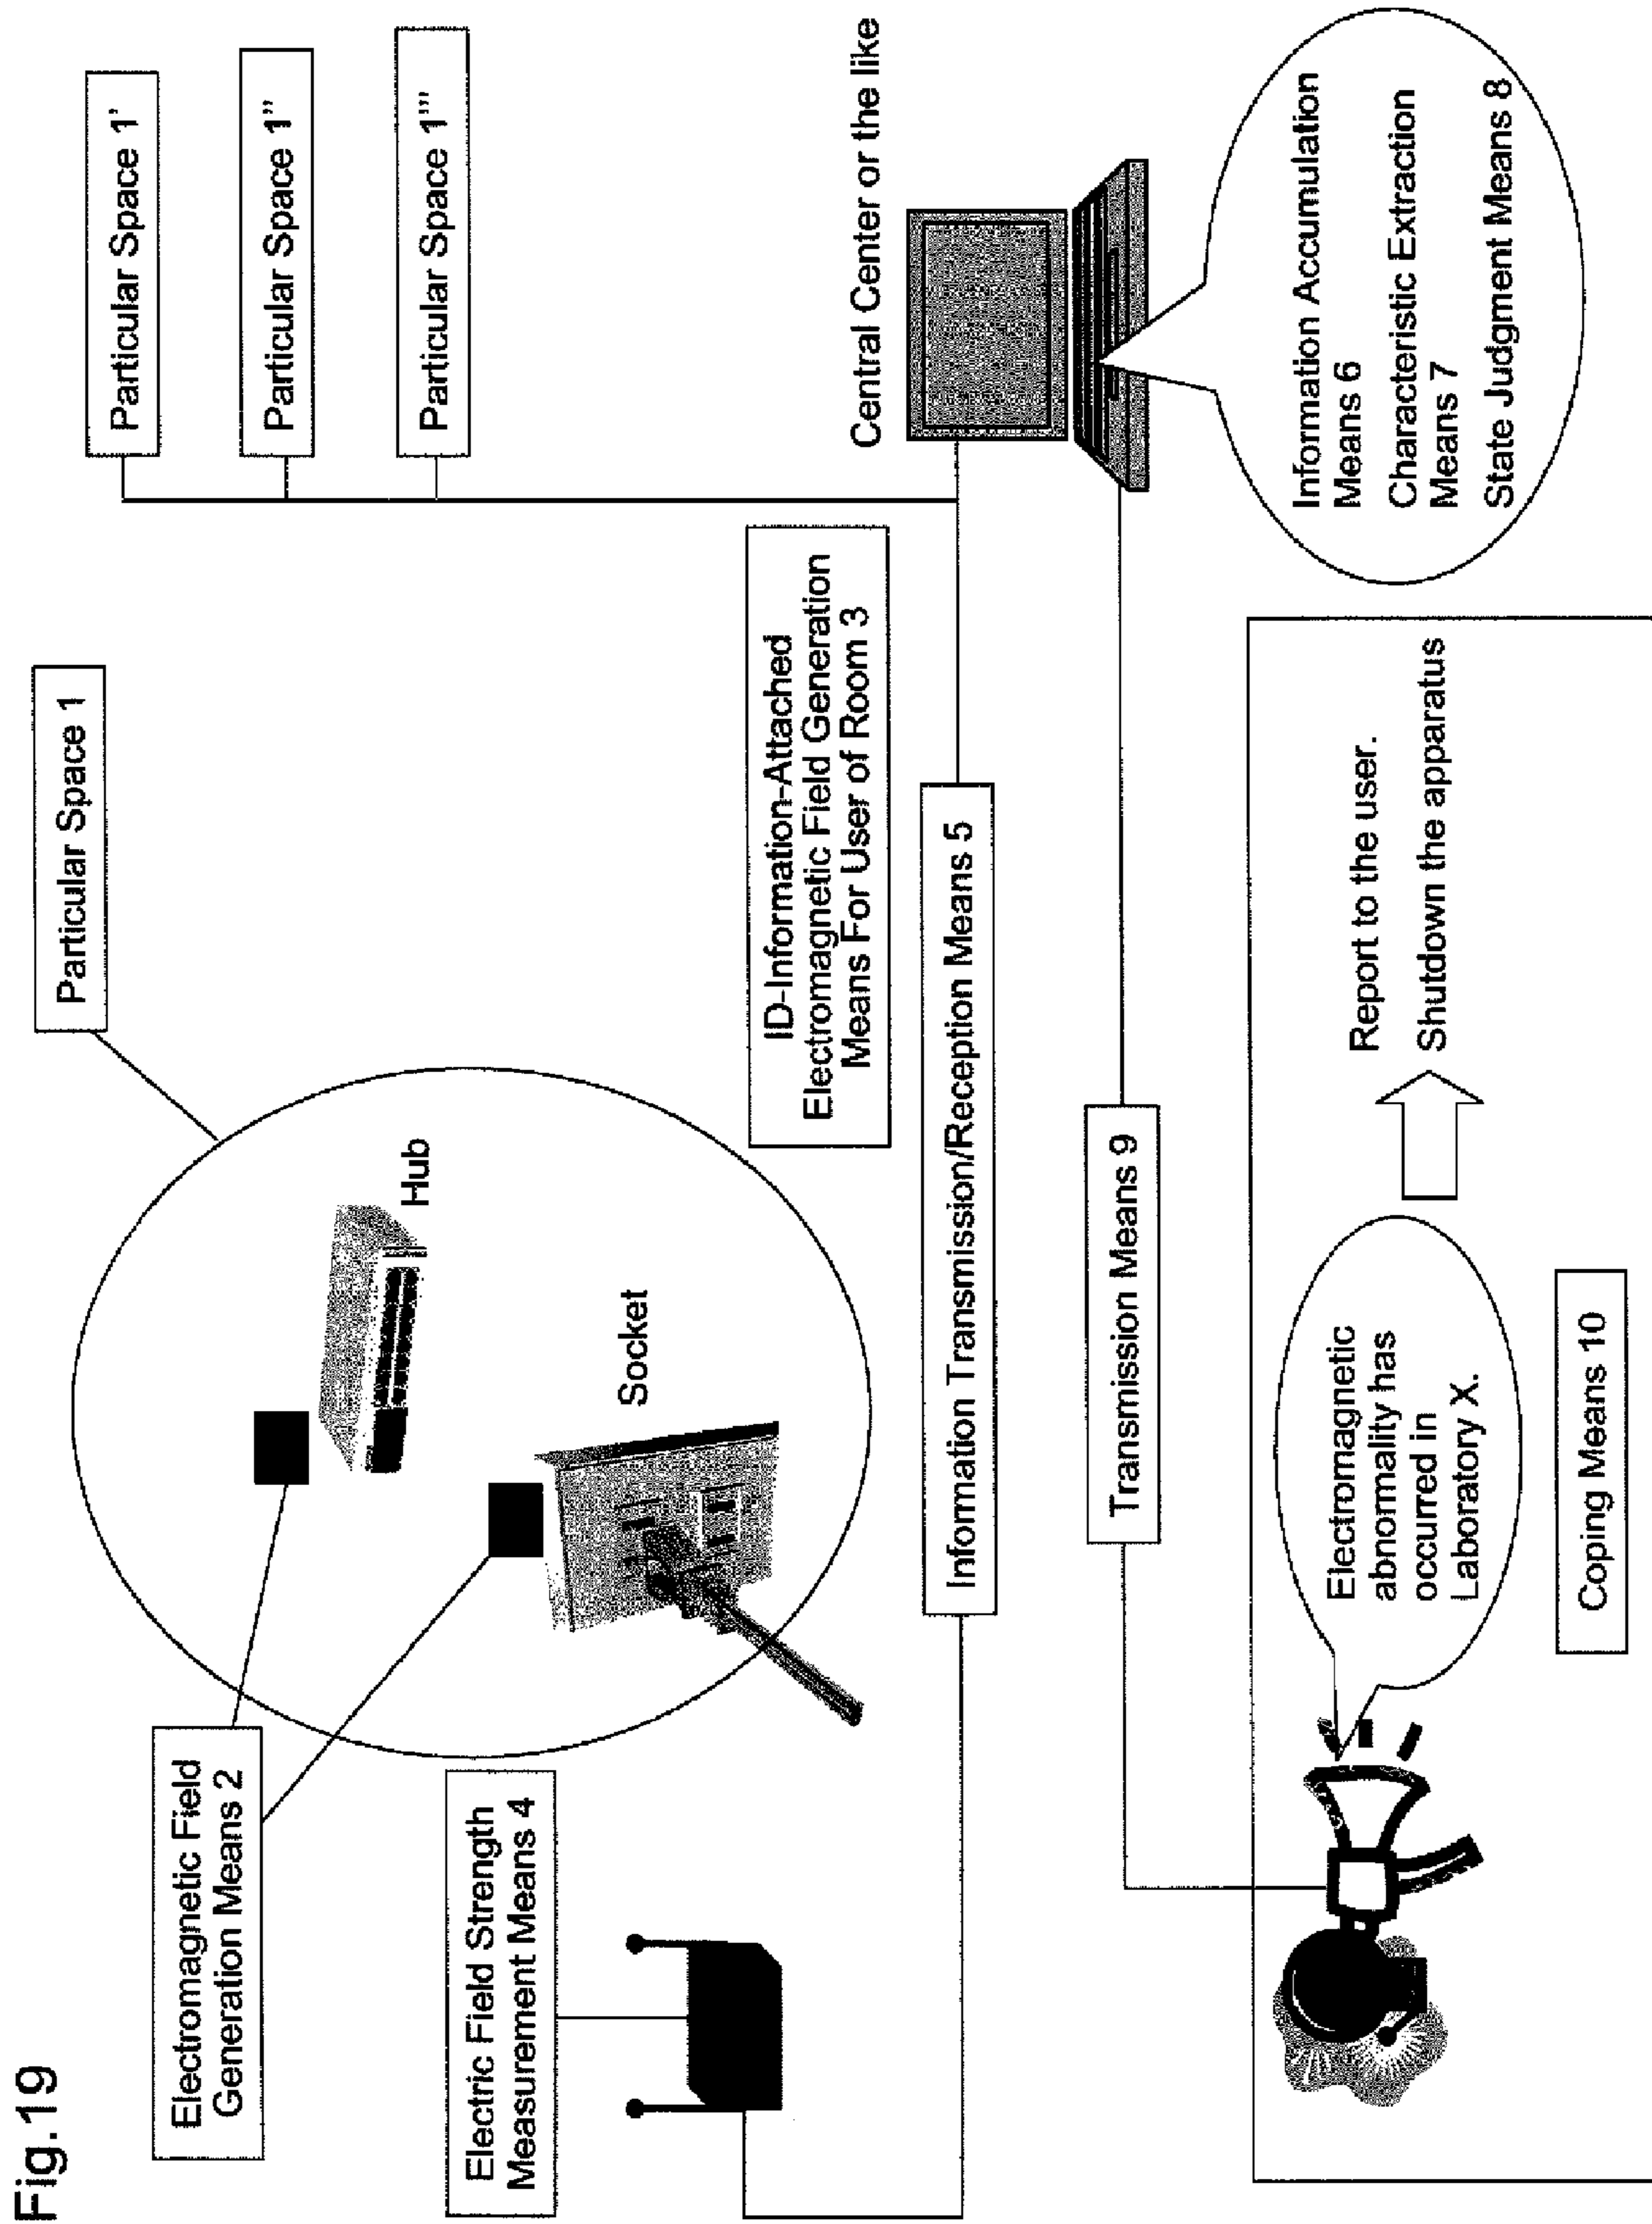 Fig.19
Particular Space 1
Particular Space 1'
Particular Space 1''
Particular Space 1'''
Electromagnetic Field
Generation Means 2
Hub
Socket
Electric Field Strength
Measurement Means 4
ID-Information-Attached
Electromagnetic Field Generation
Means For User of Room 3
Central Center or the like
Information Transmission/Reception Means 5
Transmission Means 9
Information Accumulation
Means 6
Characteristic Extraction
Means 7
State Judgment Means 8
Electromagnetic
abnormality has
occurred in
Laboratory X.
Report to the user.
Shutdown the apparatus
Coping Means 10